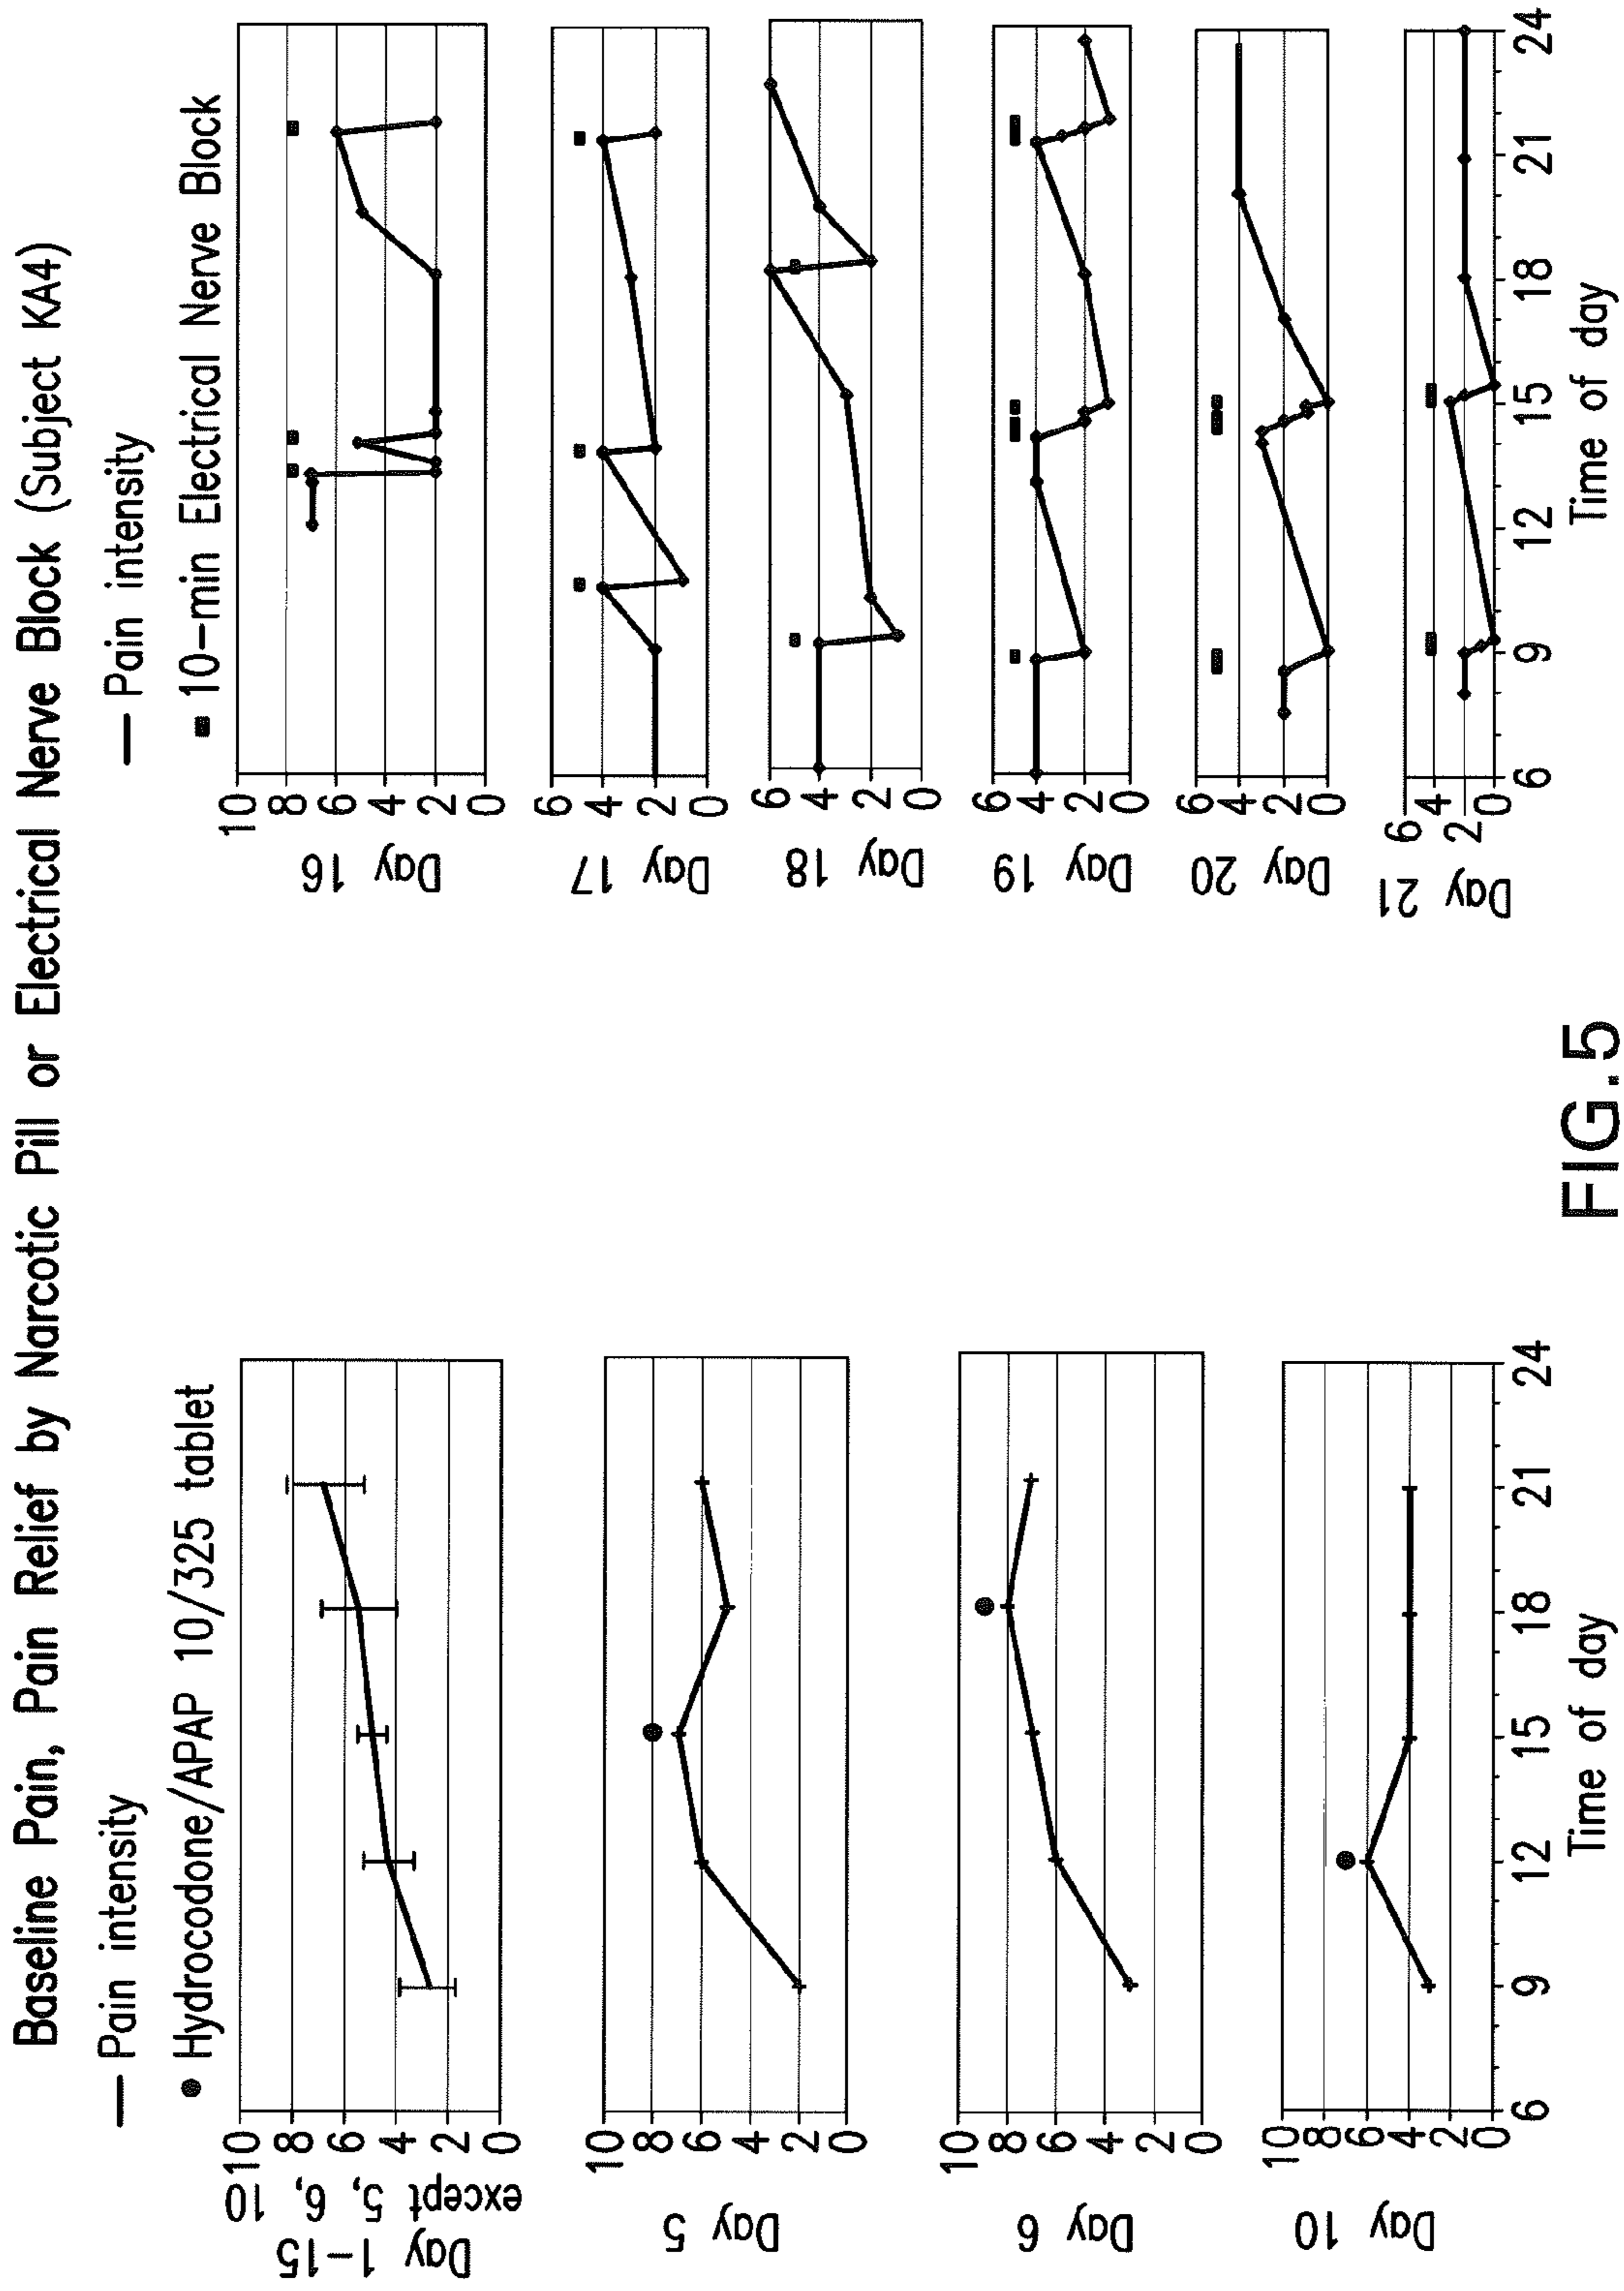 Baseline Pain, Pain Relief by Narcotic Pill or Electrical Nerve Block (Subject KA4)
— Pain intensity
● Hydrocodone/APAP 10/325 tablet
Day 1-15
except 5, 6, 10
10
8
6
4
2
0
Day 5
10
8
6
4
2
0
Day 6
10
8
6
4
2
0
Day 10
10
8
6
4
2
0
6 9 12 15 18 21 24
Time of day
— Pain intensity
■ 10-min Electrical Nerve Block
Day 16
10
8
6
4
2
0
Day 17
6
4
2
0
Day 18
6
4
2
0
Day 19
6
4
2
0
Day 20
6
4
2
0
Day 21
6
4
2
0
6 9 12 15 18 21 24
Time of day
FIG.5